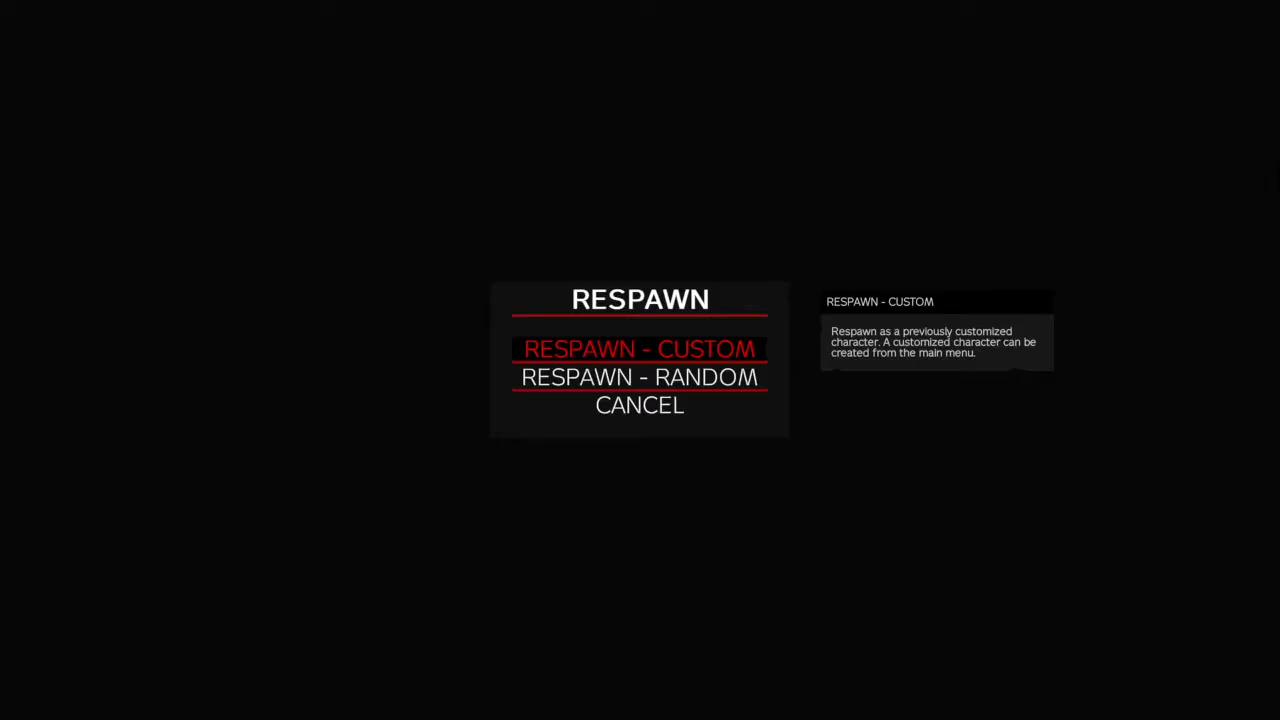 RESPAWN
RESPAWN - CUSTOM
RESPAWN - RANDOM
CANCEL
RESPAWN - CUSTOM
Respawn as a previously customized
character. A customized character can be
created from the main menu.